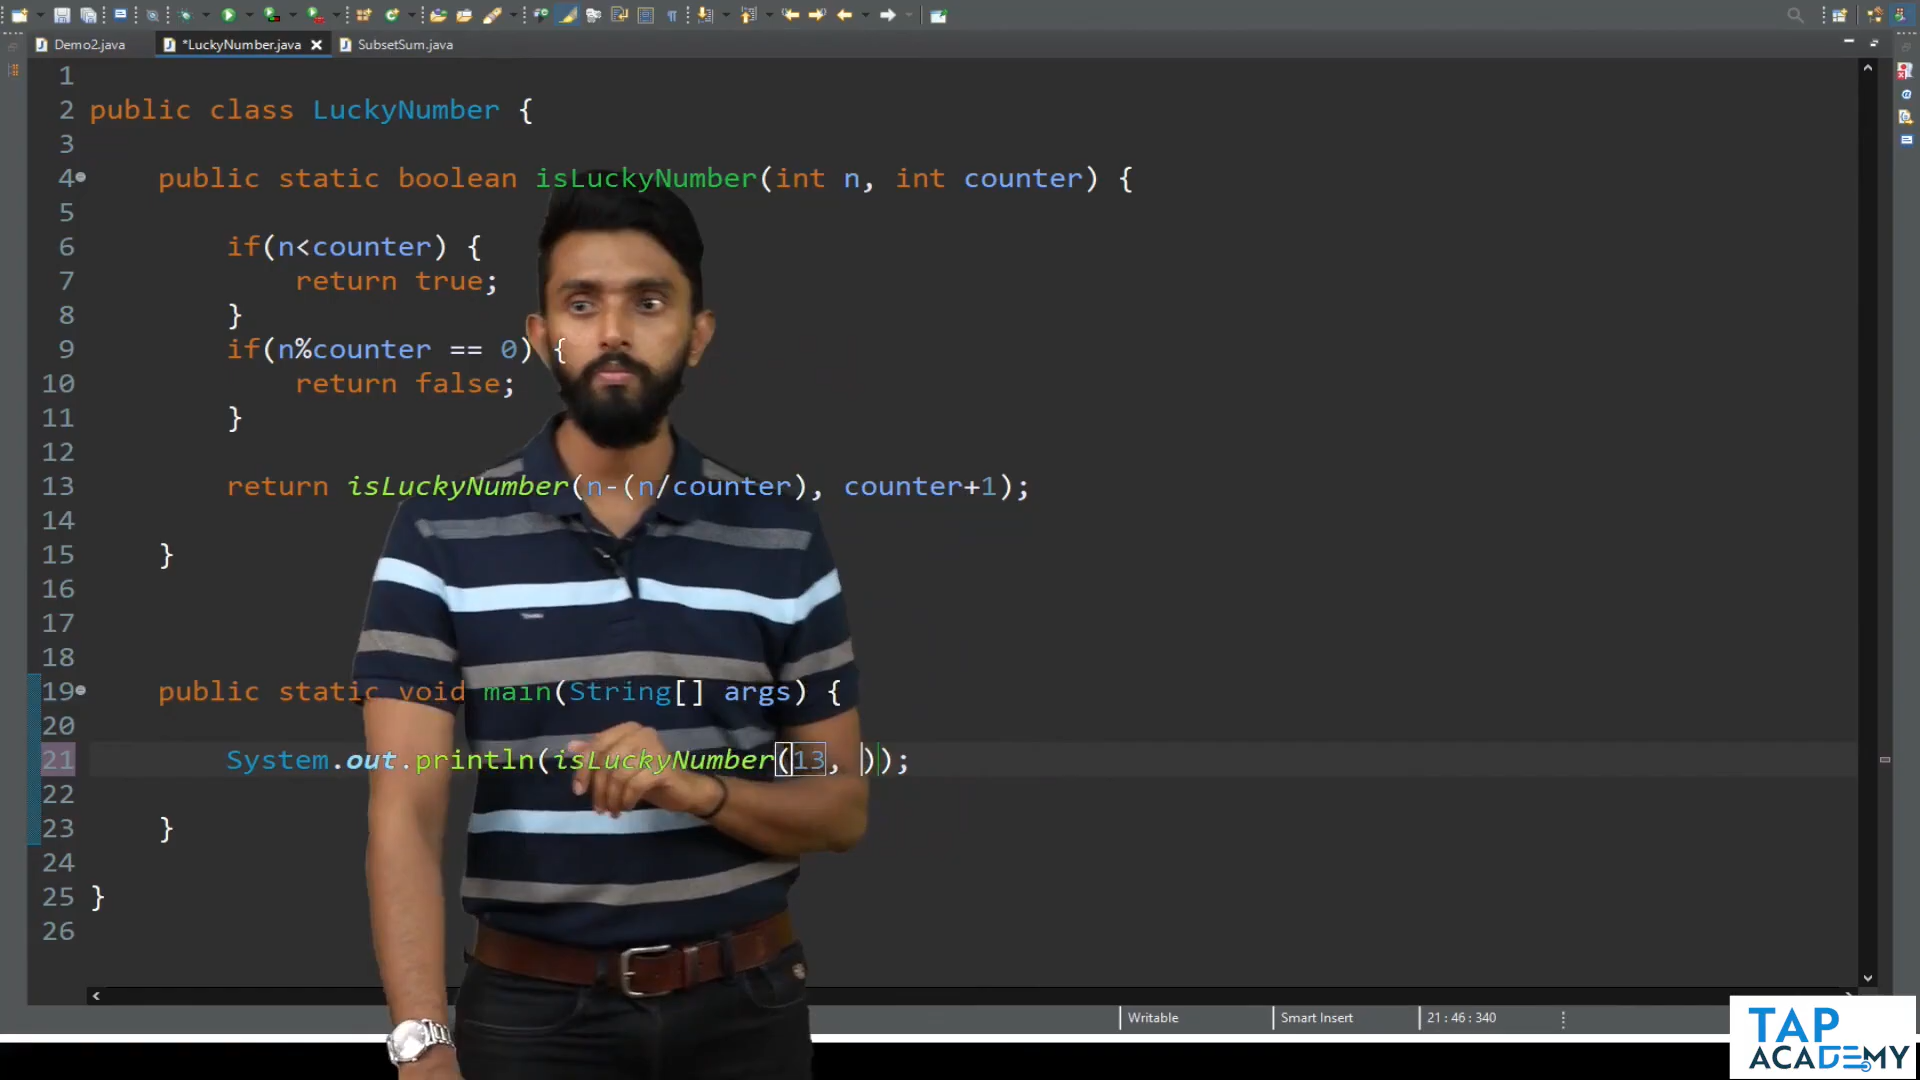 Demo2.java
*LuckyNumber.java
SubsetSum.java
1
2 public class LuckyNumber {
3
4 public static boolean isLuckyNumber(int n, int counter) {
5
6 if(n<counter) {
7 return true;
8 }
9 if(n%counter == 0) {
10 return false;
11 }
12
13 return isLuckyNumber(n-(n/counter), counter+1);
14
15 }
16
17
18
19 public static void main(String[] args) {
20
21 System.out.println(isLuckyNumber(13, ));
22
23 }
24
25 }
26
Writable
Smart Insert
21 : 46 : 340
TAP
ACADEMY